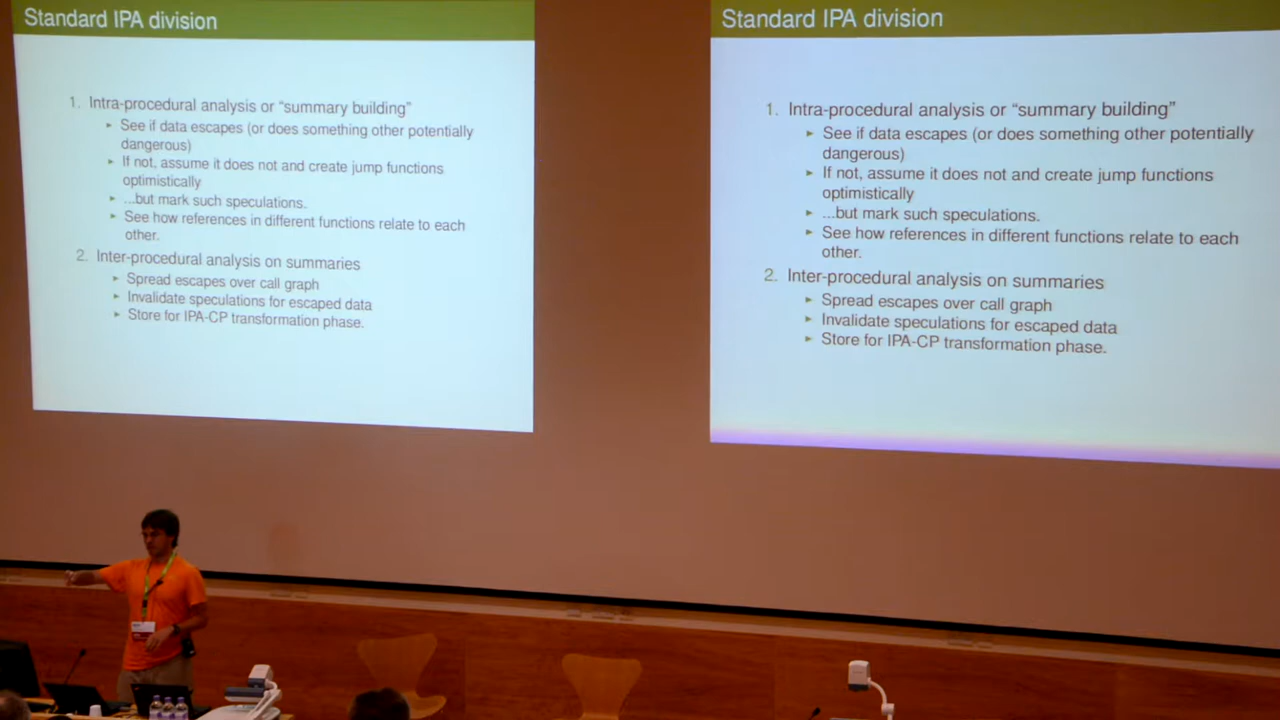 Standard IPA division
1. Intra-procedural analysis or “summary building”
► See if data escapes (or does something other potentially
dangerous)
► If not, assume it does not and create jump functions
optimistically
► ...but mark such speculations.
► See how references in different functions relate to each
other.
2. Inter-procedural analysis on summaries
► Spread escapes over call graph
► Invalidate speculations for escaped data
► Store for IPA-CP transformation phase.
Standard IPA division
1. Intra-procedural analysis or “summary building”
► See if data escapes (or does something other potentially
dangerous)
► If not, assume it does not and create jump functions
optimistically
► ...but mark such speculations.
► See how references in different functions relate to each
other.
2. Inter-procedural analysis on summaries
► Spread escapes over call graph
► Invalidate speculations for escaped data
► Store for IPA-CP transformation phase.